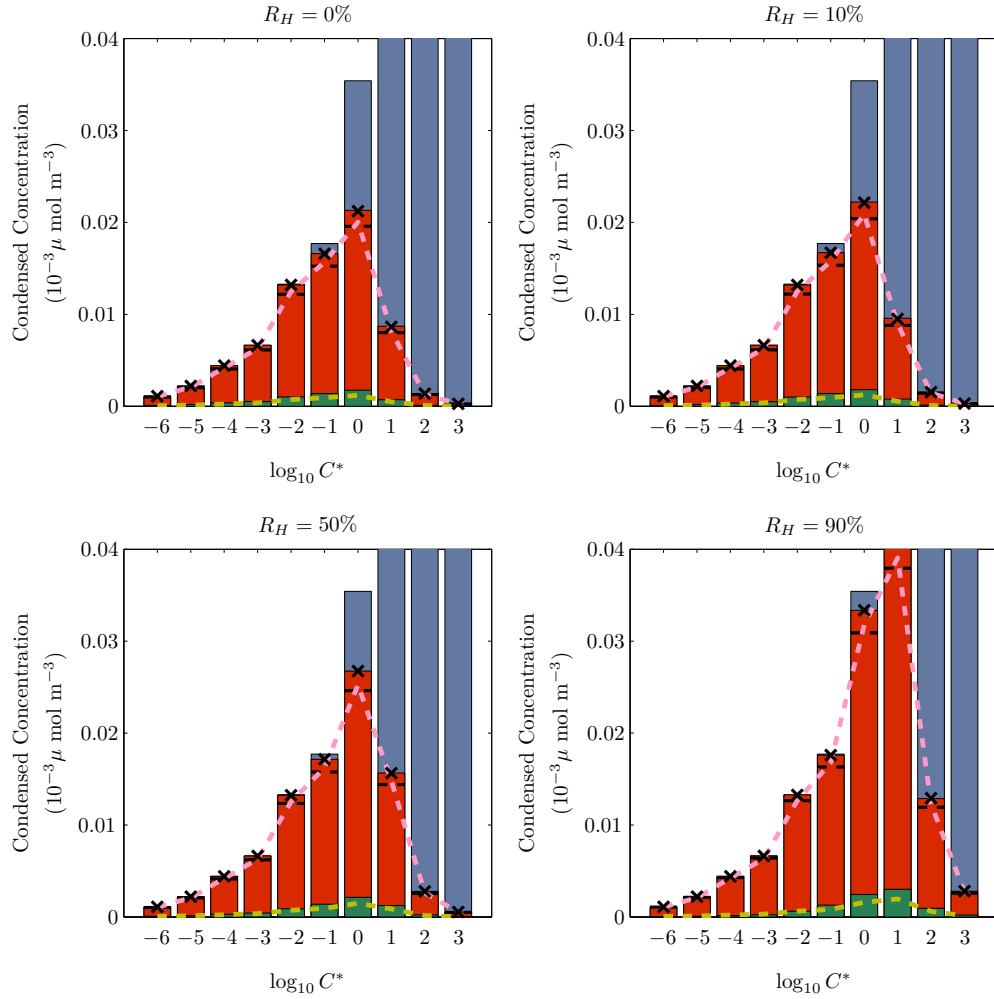 R_H = 0%
Condensed Concentration
(10⁻³μ mol m⁻³)
0.04
0.03
0.02
0.01
0
−6 −5 −4 −3 −2 −1 0 1 2 3
log₁₀ C*
R_H = 10%
Condensed Concentration
(10⁻³μ mol m⁻³)
0.04
0.03
0.02
0.01
0
−6 −5 −4 −3 −2 −1 0 1 2 3
log₁₀ C*
R_H = 50%
Condensed Concentration
(10⁻³μ mol m⁻³)
0.04
0.03
0.02
0.01
0
−6 −5 −4 −3 −2 −1 0 1 2 3
log₁₀ C*
R_H = 90%
Condensed Concentration
(10⁻³μ mol m⁻³)
0.04
0.03
0.02
0.01
0
−6 −5 −4 −3 −2 −1 0 1 2 3
log₁₀ C*